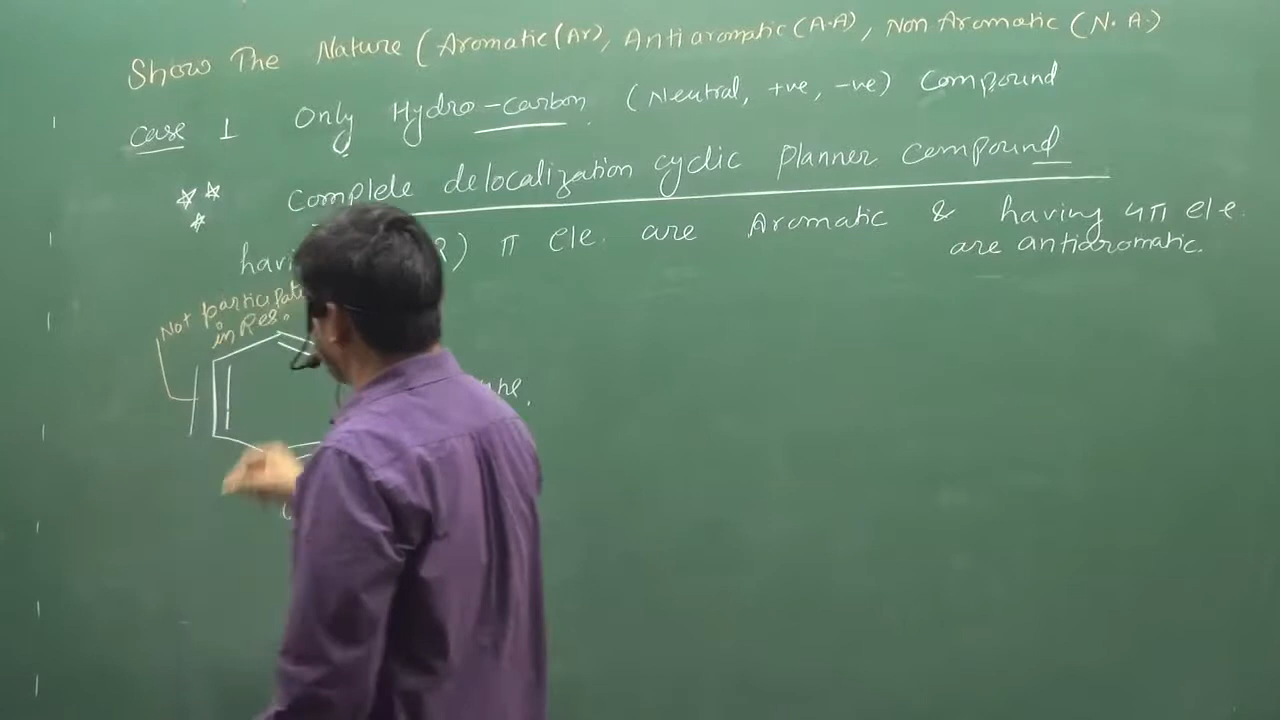 Show The Nature (Aromatic(Ar), Antiaromatic(A.A), Non Aromatic (N.A.)
Case 1 Only Hydro-carbon (Neutral, +ve, -ve) Compound
Complete delocalization cyclic planner compound
) π ele. are Aromatic & having 4π ele.
are antiaromatic.
Not
in Res.